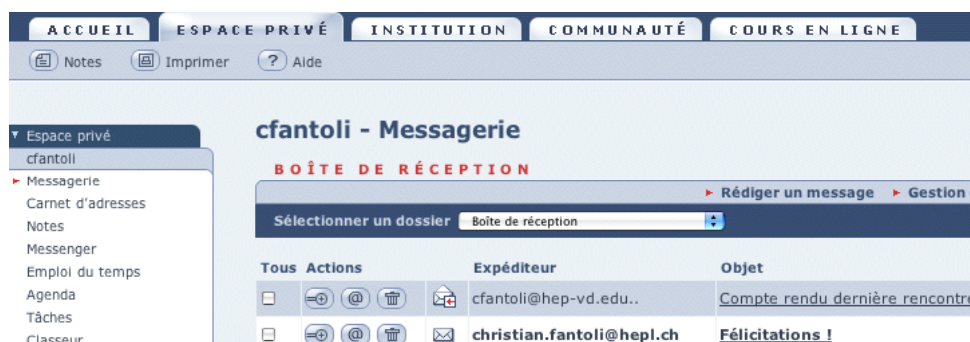 ACCUEIL ESPACE PRIVÉ INSTITUTION COMMUNAUTÉ COURS EN LIGNE
Notes Imprimer ? Aide
Espace privé
cfantoli
Messagerie
Carnet d'adresses
Notes
Messenger
Emploi du temps
Agenda
Tâches
Classeur
cfantoli - Messagerie
BOÎTE DE RÉCEPTION
Rédiger un message Gestion
Sélectionner un dossier Boîte de réception
Tous Actions Expéditeur Objet
@ cfantoli@hep-vd.edu.. Compte rendu dernière rencontre
@ christian.fantoli@hepl.ch Félicitations !